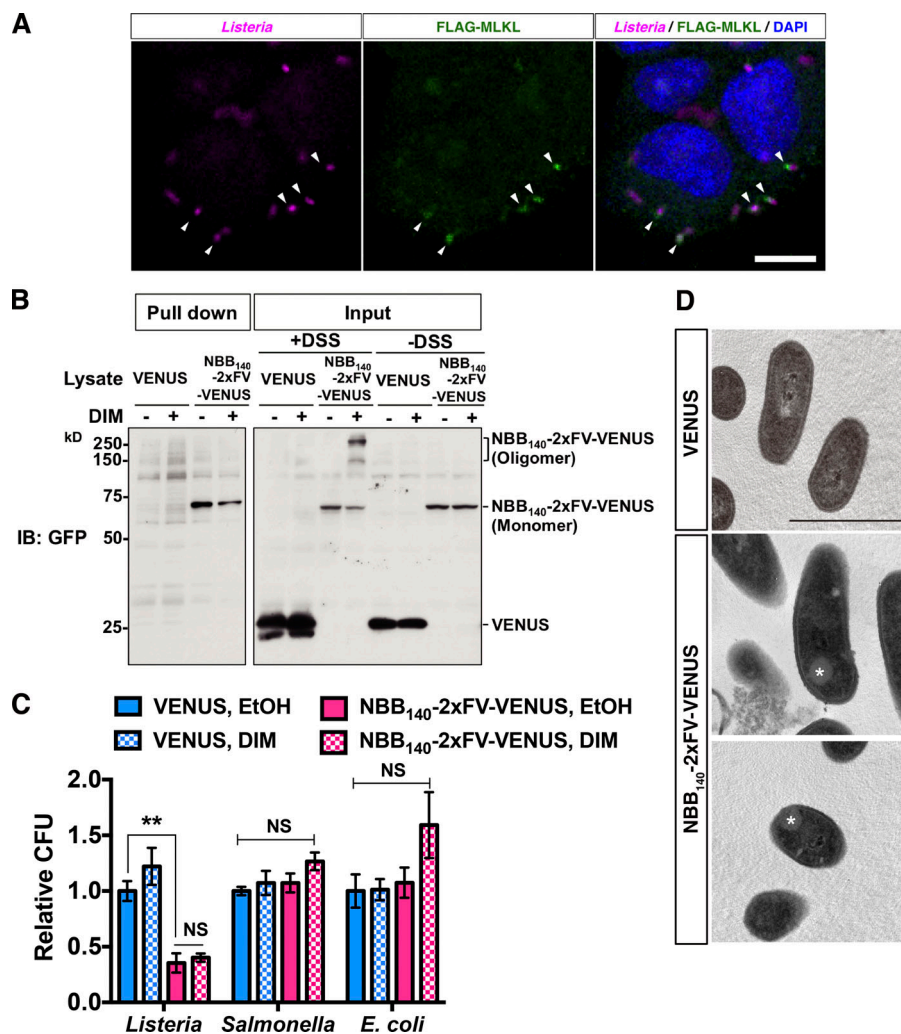 A
Listeria
FLAG-MLKL
Listeria / FLAG-MLKL / DAPI
B
Pull down
Input
+DSS
-DSS
Lysate
VENUS
NBB140
-2xFV
-VENUS
VENUS
NBB140
-2xFV
-VENUS
VENUS
NBB140
-2xFV
-VENUS
DIM
- + - + - + - + - + - +
kD
250
150
75
50
25
IB: GFP
NBB140-2xFV-VENUS
(Oligomer)
NBB140-2xFV-VENUS
(Monomer)
VENUS
C
VENUS, EtOH
NBB140-2xFV-VENUS, EtOH
VENUS, DIM
NBB140-2xFV-VENUS, DIM
Relative CFU
2.0
1.5
1.0
0.5
0
**
NS
NS
NS
Listeria
Salmonella
E. coli
D
VENUS
NBB140-2xFV-VENUS
*
*